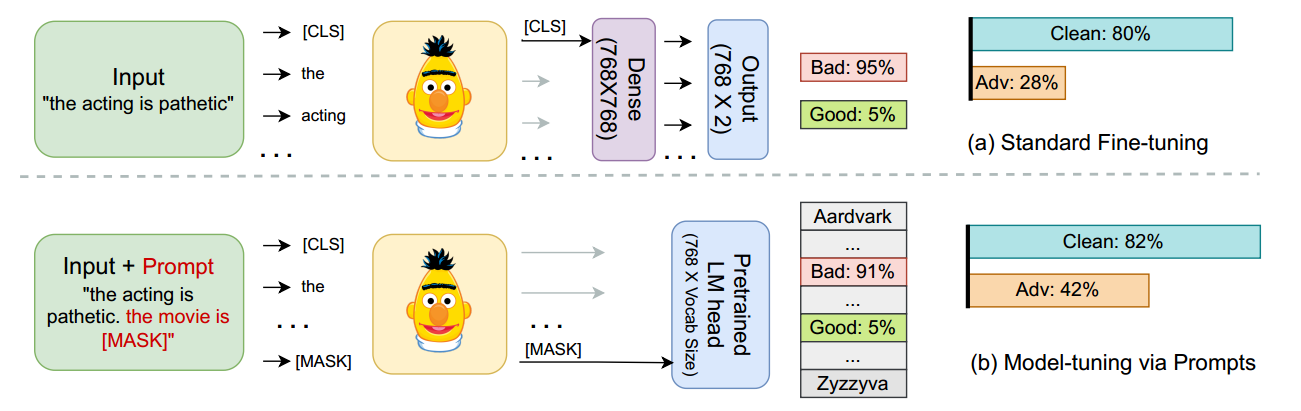 Input
"the acting is pathetic"
[CLS]
the
acting
. . .
[CLS]
. . .
Dense
(768X768)
. . .
Output
(768 X 2)
Bad: 95%
Good: 5%
Clean: 80%
Adv: 28%
(a) Standard Fine-tuning
Input + Prompt
"the acting is
pathetic. the movie is
[MASK]"
[CLS]
the
. . .
[MASK]
. . .
[MASK]
Pretrained
LM head
(768 X Vocab Size)
Aardvark
...
Bad: 91%
...
Good: 5%
...
Zyzzyva
Clean: 82%
Adv: 42%
(b) Model-tuning via Prompts